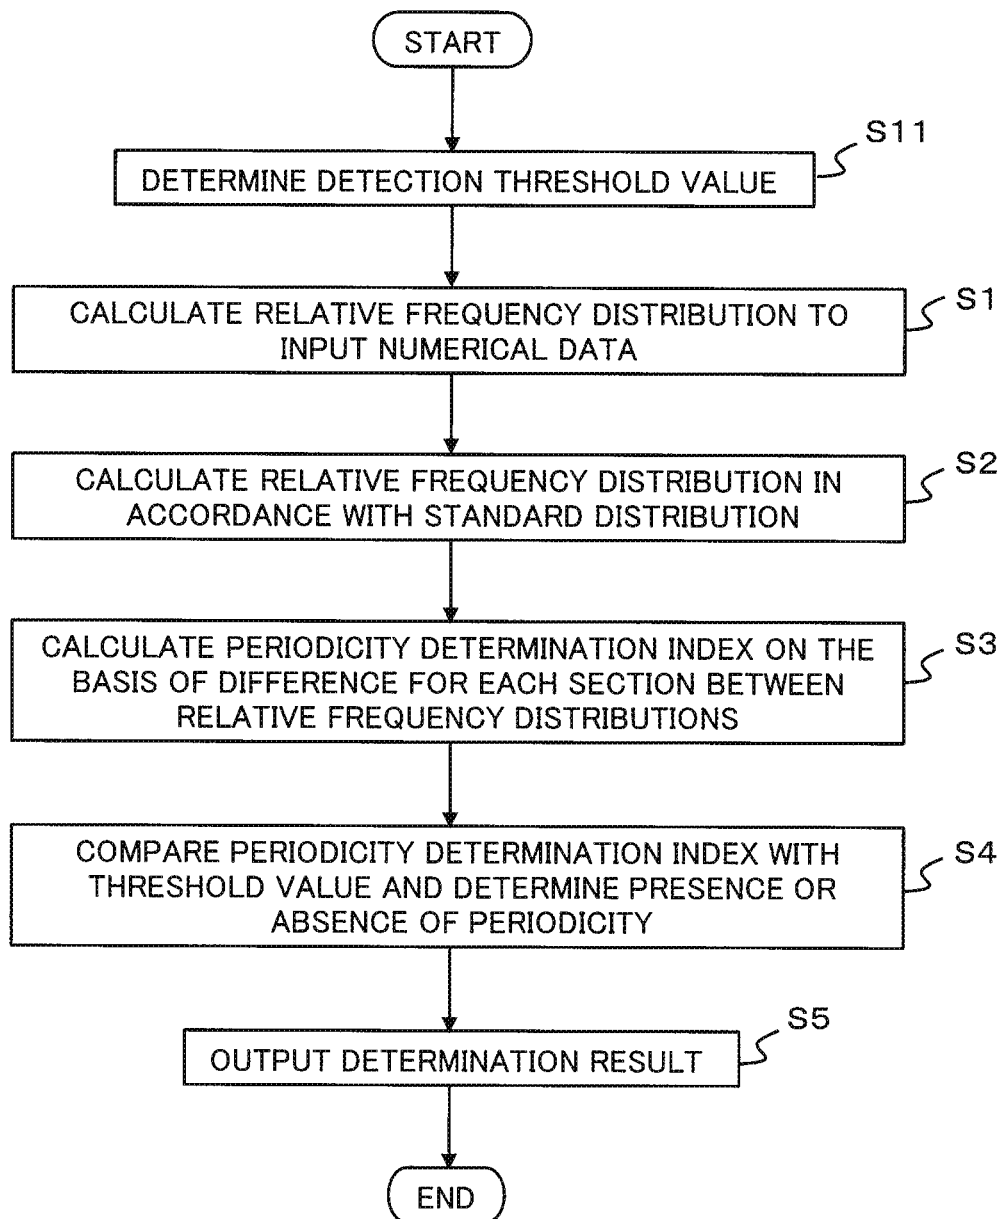 START
S11
DETERMINE DETECTION THRESHOLD VALUE
S1
CALCULATE RELATIVE FREQUENCY DISTRIBUTION TO
INPUT NUMERICAL DATA
S2
CALCULATE RELATIVE FREQUENCY DISTRIBUTION IN
ACCORDANCE WITH STANDARD DISTRIBUTION
S3
CALCULATE PERIODICITY DETERMINATION INDEX ON THE
BASIS OF DIFFERENCE FOR EACH SECTION BETWEEN
RELATIVE FREQUENCY DISTRIBUTIONS
S4
COMPARE PERIODICITY DETERMINATION INDEX WITH
THRESHOLD VALUE AND DETERMINE PRESENCE OR
ABSENCE OF PERIODICITY
S5
OUTPUT DETERMINATION RESULT
END